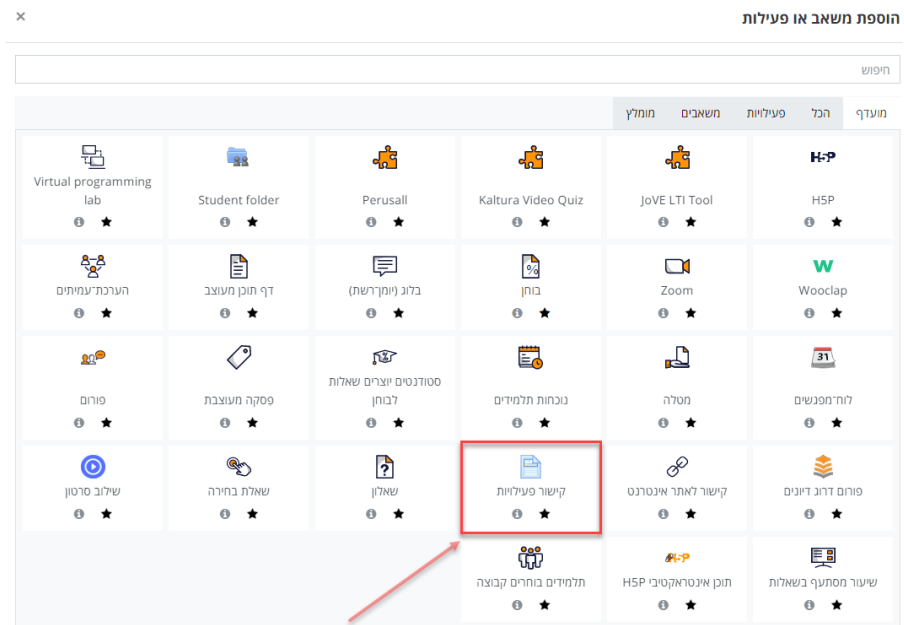 הוספת משאב או פעילות
×
חיפוש
מועדף הכל פעילויות משאבים מומלץ
H5P
JoVE LTI Tool
Kaltura Video Quiz
Perusall
Student folder
Virtual programming
lab
Wooclap
Zoom
בוחן
בלוג (יומן־רשת)
דף תוכן מעוצב
הערכת־עמיתים
לוח־מפגשים
מטלה
נוכחות תלמידים
סטודנטים יוצרים שאלות
לבוחן
פסקה מעוצבת
פורום
פורום דרוג דיונים
קישור לאתר אינטרנט
קישור פעילויות
שאלון
שאלת בחירה
שילוב סרטון
שיעור מסתעף בשאלות
תוכן אינטראקטיבי H5P
תלמידים בוחרים קבוצה